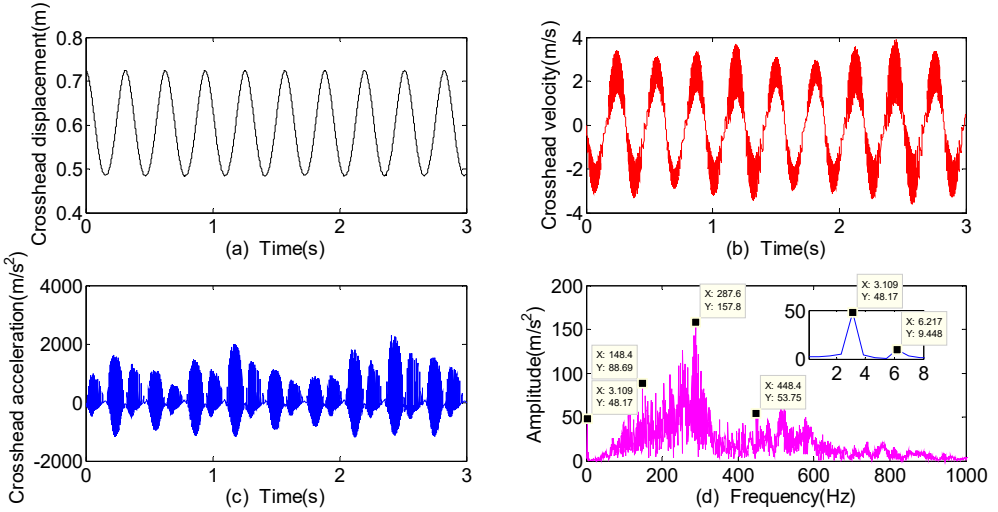 Crosshead displacement(m)
0.8
0.7
0.6
0.5
0.4
0
1
2
3
(a) Time(s)
Crosshead velocity(m/s)
4
2
0
-2
-4
0
1
2
3
(b) Time(s)
Crosshead acceleration(m/s²)
4000
2000
0
-2000
0
1
2
3
(c) Time(s)
Amplitude(m/s²)
200
150
100
50
0
0
200
400
600
800
1000
(d) Frequency(Hz)
X: 287.6
Y: 157.8
X: 148.4
Y: 88.69
X: 3.109
Y: 48.17
X: 448.4
Y: 53.75
X: 3.109
Y: 48.17
X: 6.217
Y: 9.448
50
0
2
4
6
8